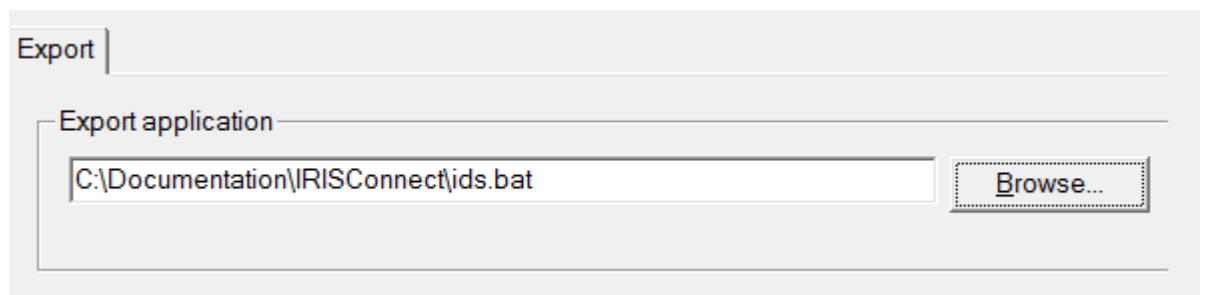 Export
Export application
C:\Documentation\IRISConnect\ids.bat
Browse...